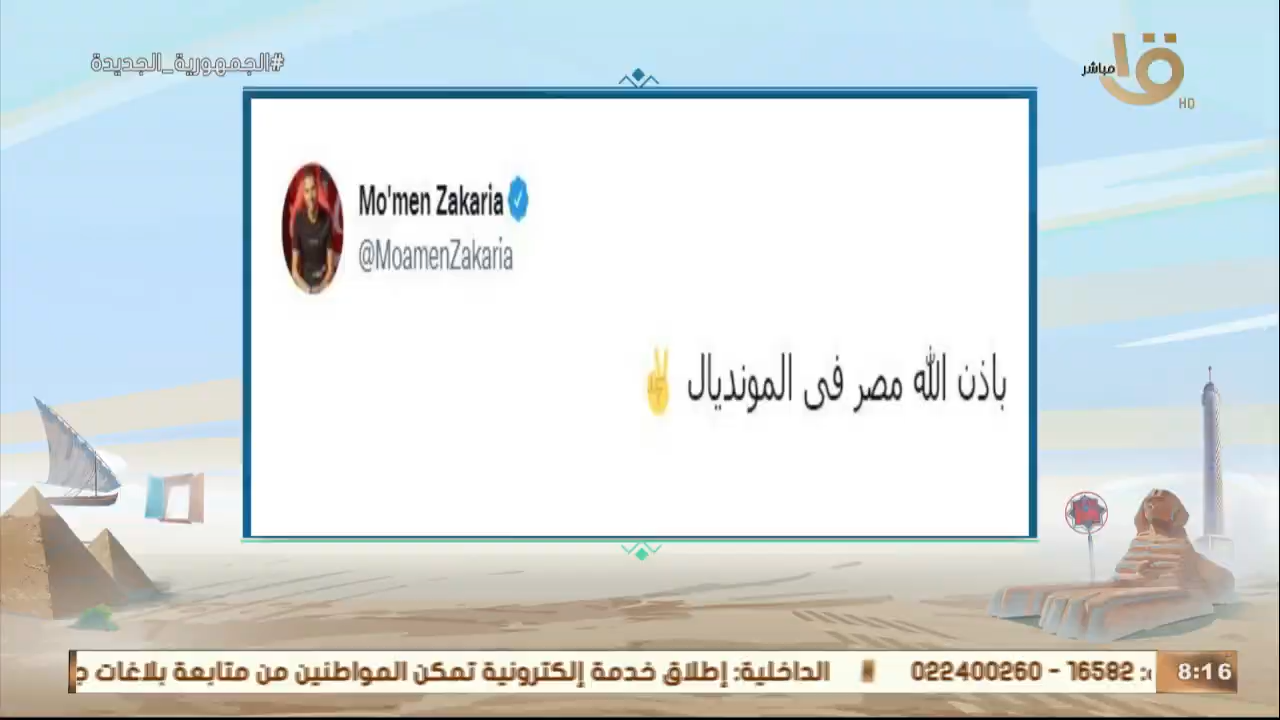 #الجمهورية_الجديدة
مباشر
HD
Mo'men Zakaria
@MoamenZakaria
باذن الله مصر فى المونديال ✌
8:16
16582 - 022400260
الداخلية: إطلاق خدمة إلكترونية تمكن المواطنين من متابعة بلاغات